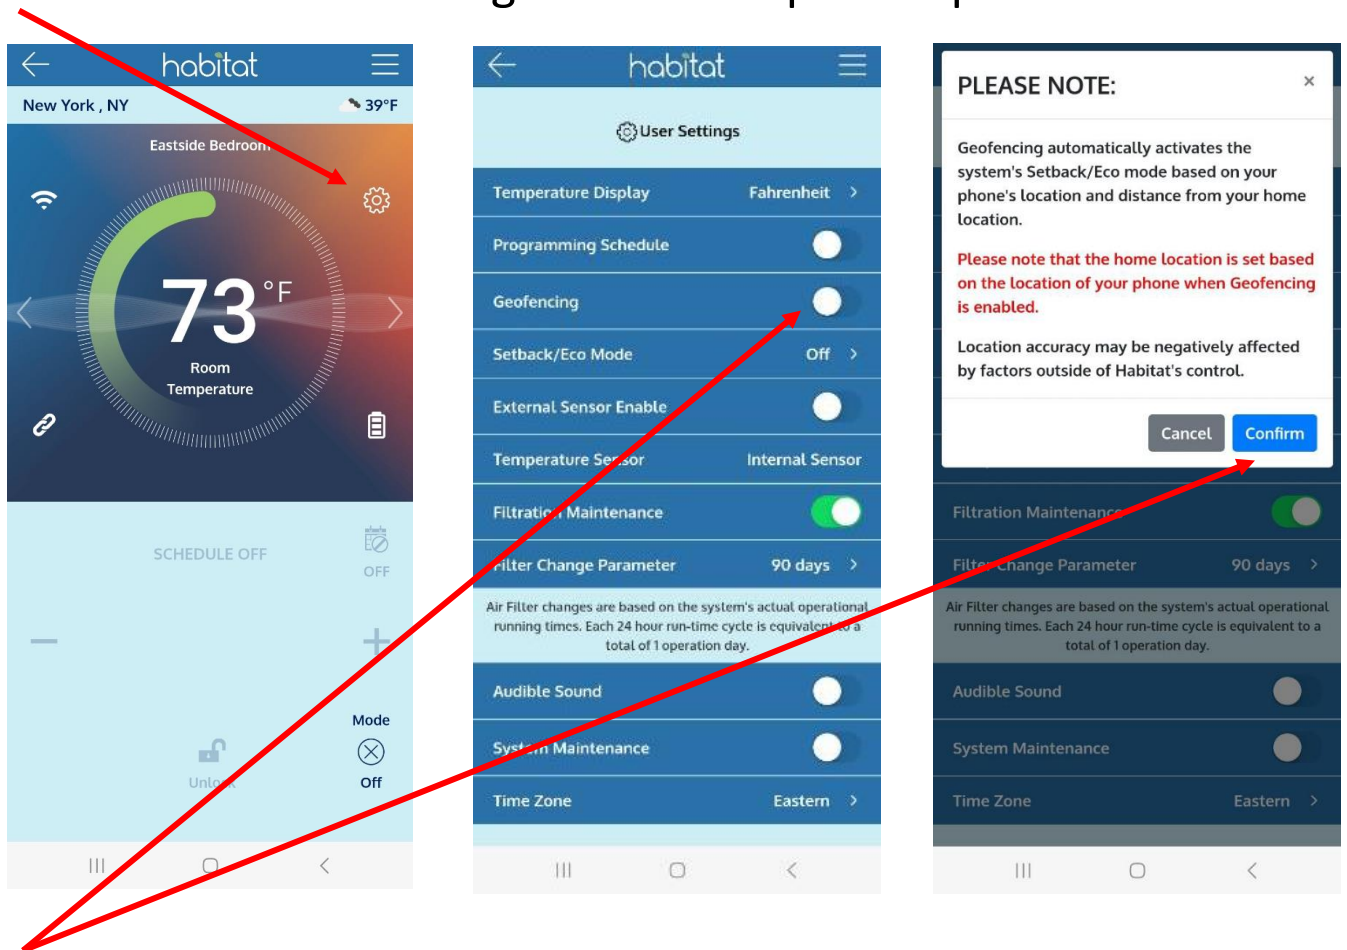 habitat
New York , NY
39°F
Eastside Bedroom
73 °F
Room
Temperature
SCHEDULE OFF
OFF
Mode
Unlock
Off
habitat
User Settings
Temperature Display Fahrenheit >
Programming Schedule
Geofencing
Setback/Eco Mode Off >
External Sensor Enable
Temperature Sensor Internal Sensor
Filtration Maintenance
Filter Change Parameter 90 days >
Air Filter changes are based on the system's actual operational
running times. Each 24 hour run-time cycle is equivalent to a
total of 1 operation day.
Audible Sound
System Maintenance
Time Zone Eastern >
PLEASE NOTE: ×
Geofencing automatically activates the
system's Setback/Eco mode based on your
phone's location and distance from your home
location.
Please note that the home location is set based
on the location of your phone when Geofencing
is enabled.
Location accuracy may be negatively affected
by factors outside of Habitat's control.
Cancel Confirm
Filtration Maintenance
Filter Change Parameter 90 days >
Air Filter changes are based on the system's actual operational
running times. Each 24 hour run-time cycle is equivalent to a
total of 1 operation day.
Audible Sound
System Maintenance
Time Zone Eastern >